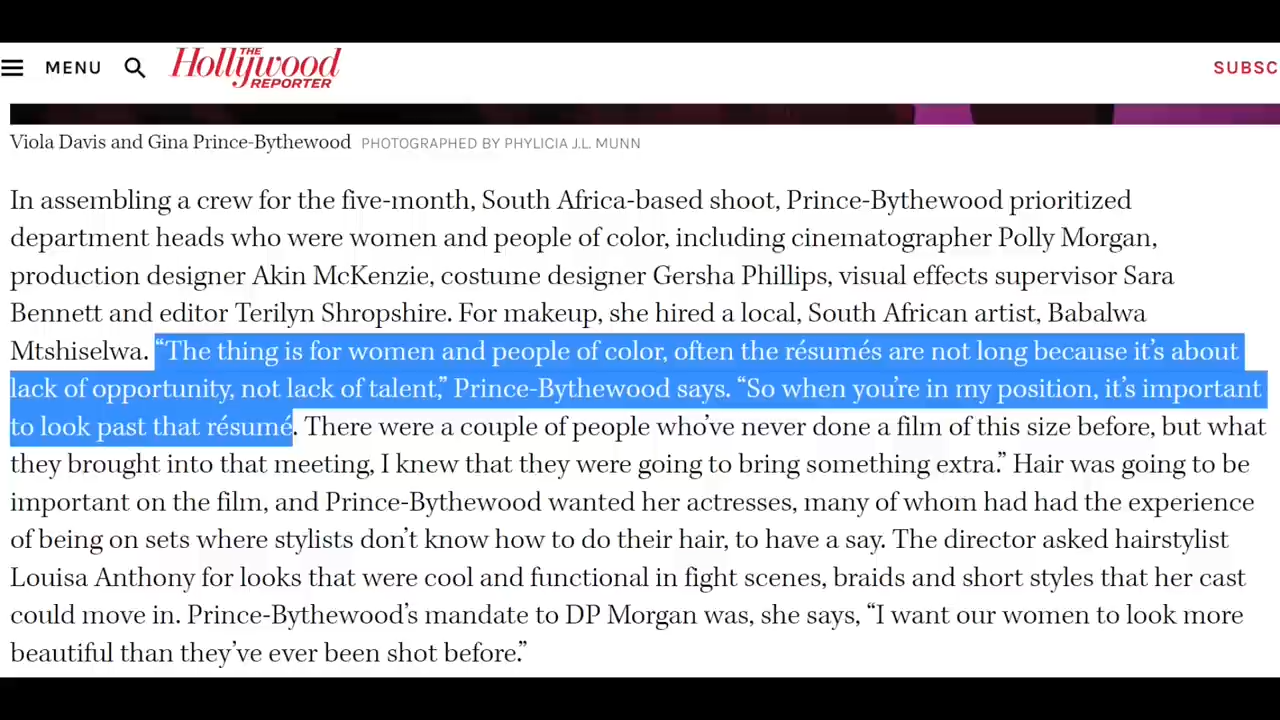 MENU
THE
Hollywood
REPORTER
SUBSC
Viola Davis and Gina Prince-Bythewood PHOTOGRAPHED BY PHYLICIA J.L. MUNN
In assembling a crew for the five-month, South Africa-based shoot, Prince-Bythewood prioritized
department heads who were women and people of color, including cinematographer Polly Morgan,
production designer Akin McKenzie, costume designer Gersha Phillips, visual effects supervisor Sara
Bennett and editor Terilyn Shropshire. For makeup, she hired a local, South African artist, Babalwa
Mtshiselwa. “The thing is for women and people of color, often the résumés are not long because it’s about
lack of opportunity, not lack of talent,” Prince-Bythewood says. “So when you’re in my position, it’s important
to look past that résumé. There were a couple of people who’ve never done a film of this size before, but what
they brought into that meeting, I knew that they were going to bring something extra.” Hair was going to be
important on the film, and Prince-Bythewood wanted her actresses, many of whom had had the experience
of being on sets where stylists don’t know how to do their hair, to have a say. The director asked hairstylist
Louisa Anthony for looks that were cool and functional in fight scenes, braids and short styles that her cast
could move in. Prince-Bythewood’s mandate to DP Morgan was, she says, “I want our women to look more
beautiful than they’ve ever been shot before.”